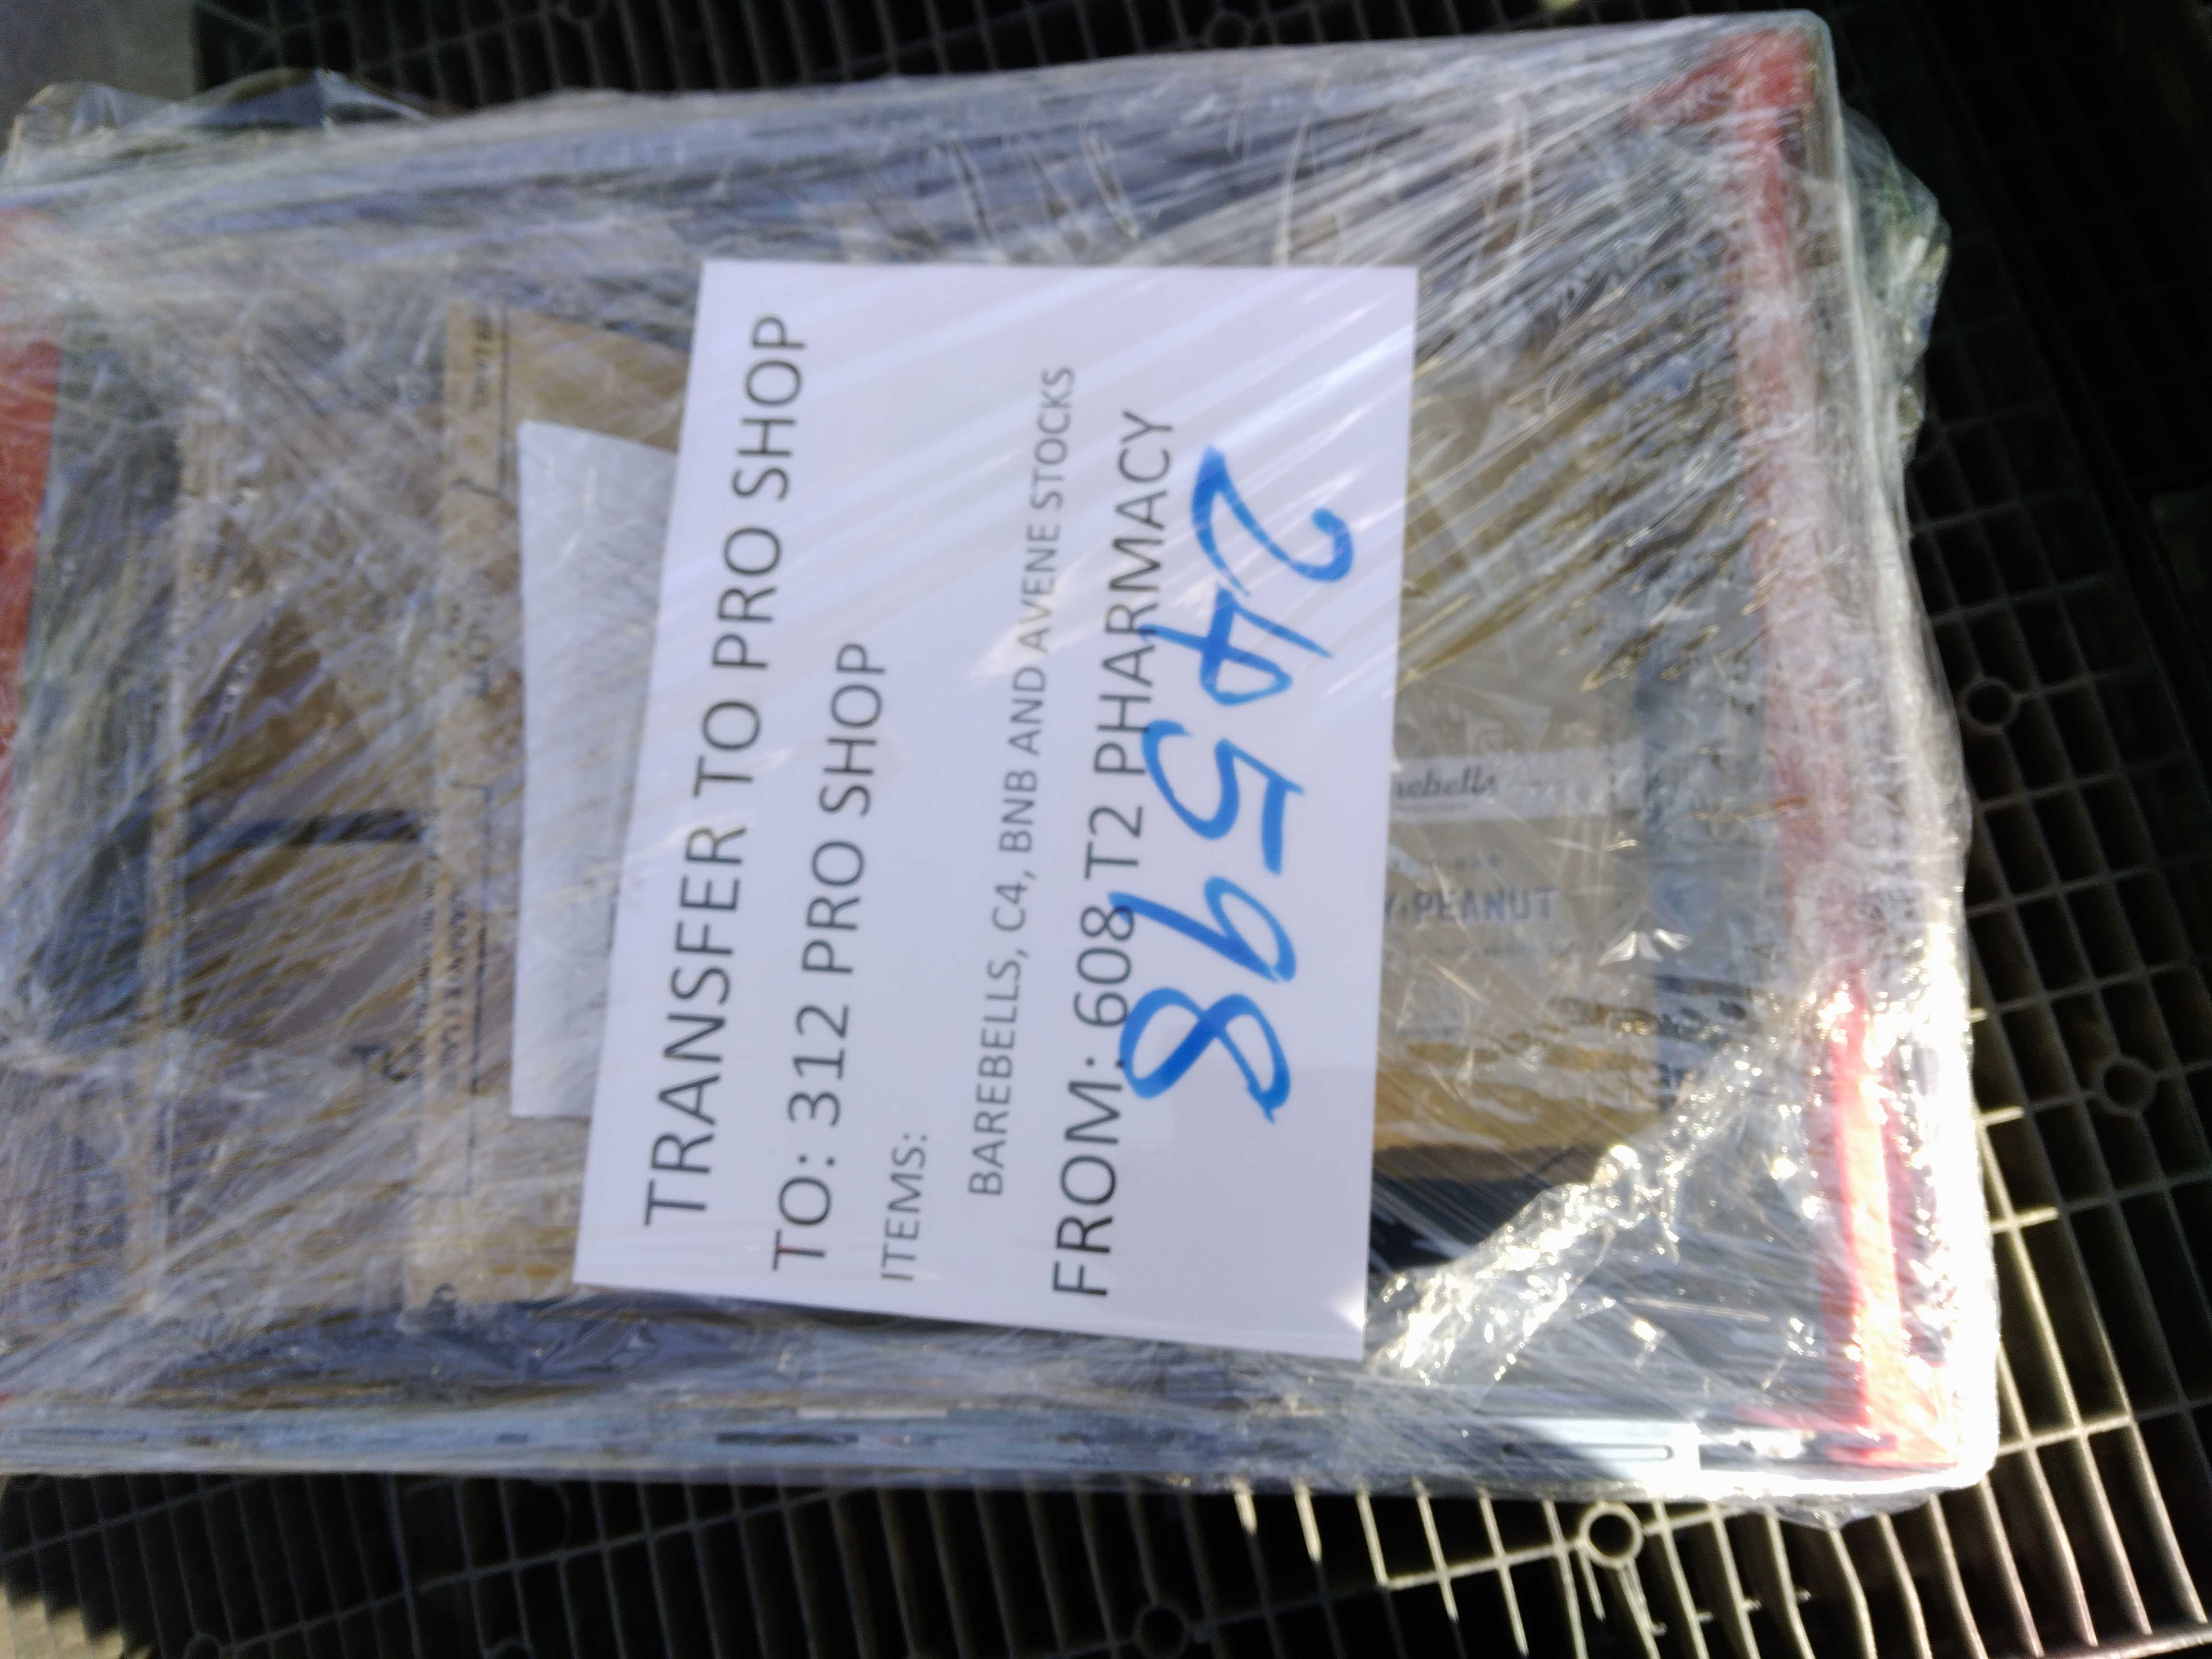 TRANSFER TO PRO SHOP
TO: 312 PRO SHOP
ITEMS:
BAREBELLS, C4, BNB AND AVENE STOCKS
FROM: 608 T2 PHARMACY
24598
PEANUT